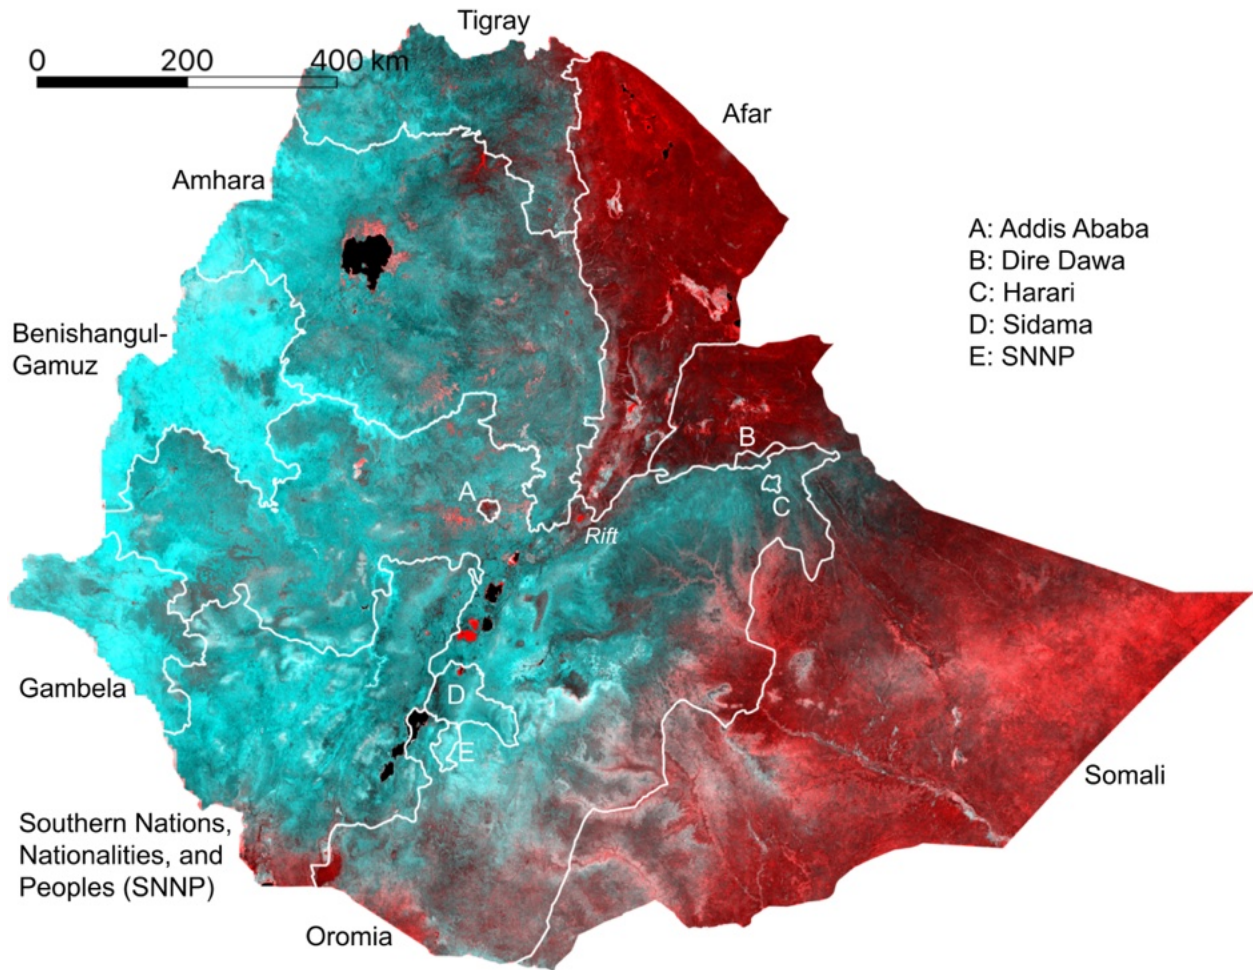 Tigray
0 200 400 km
Afar
Amhara
A: Addis Ababa
B: Dire Dawa
C: Harari
D: Sidama
E: SNNP
Benishangul-
Gamuz
B
A
C
Rift
Gambela
D
E
Somali
Southern Nations,
Nationalities, and
Peoples (SNNP)
Oromia